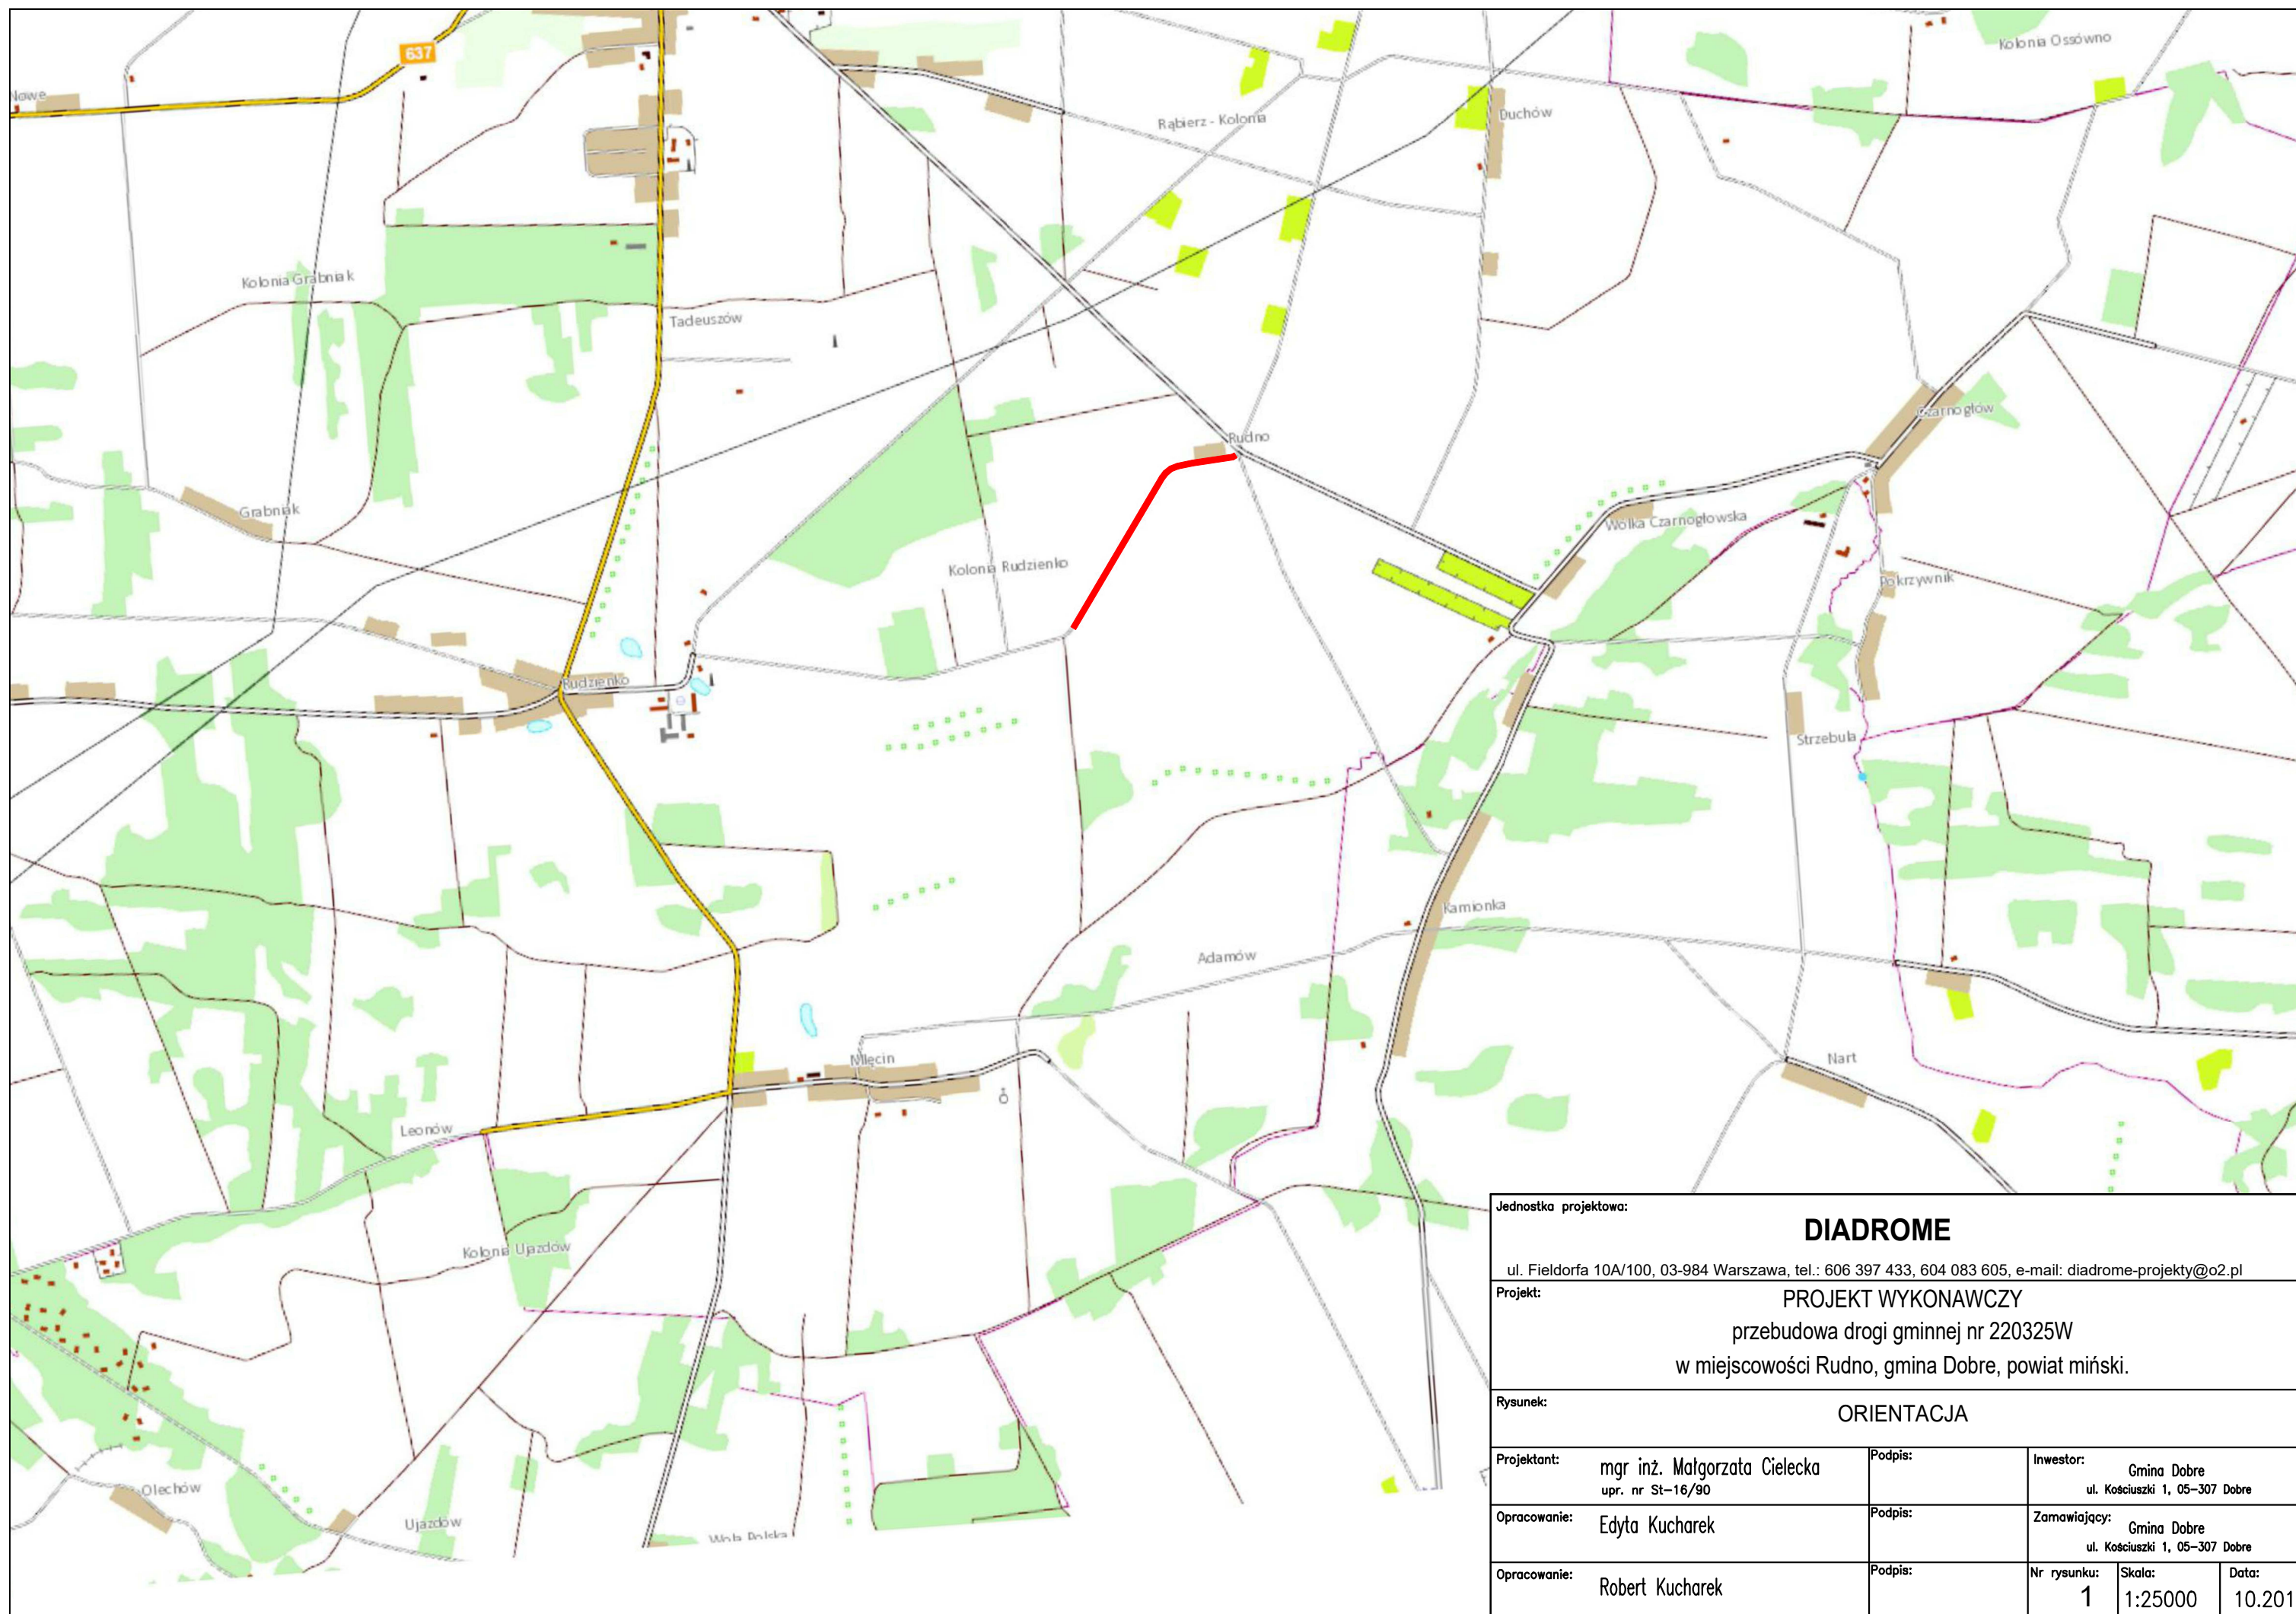 637
Nowe
Kolonia Ossówno
Rąbierz - Kolonia
Duchów
Kolonia Grabniak
Tadeuszów
Czarnogłów
Rudno
Grabniak
Wólka Czarnogłowska
Kolonia Rudzienko
Pokrzywnik
Rudzienko
Strzebula
Kamionka
Adamów
Mlęcin
Nart
Leonów
Kolonia Ujazdów
Olechów
Ujazdów
Wola Polska
Jednostka projektowa:
DIADROME
ul. Fieldorfa 10A/100, 03-984 Warszawa, tel.: 606 397 433, 604 083 605, e-mail: diadrome-projekty@o2.pl
Projekt:
PROJEKT WYKONAWCZY
przebudowa drogi gminnej nr 220325W
w miejscowości Rudno, gmina Dobre, powiat miński.
Rysunek:
ORIENTACJA
Projektant:
mgr inż. Małgorzata Cielecka
upr. nr St-16/90
Podpis:
Inwestor:
Gmina Dobre
ul. Kościuszki 1, 05-307 Dobre
Opracowanie:
Edyta Kucharek
Podpis:
Zamawiający:
Gmina Dobre
ul. Kościuszki 1, 05-307 Dobre
Opracowanie:
Robert Kucharek
Podpis:
Nr rysunku:
1
Skala:
1:25000
Data:
10.201